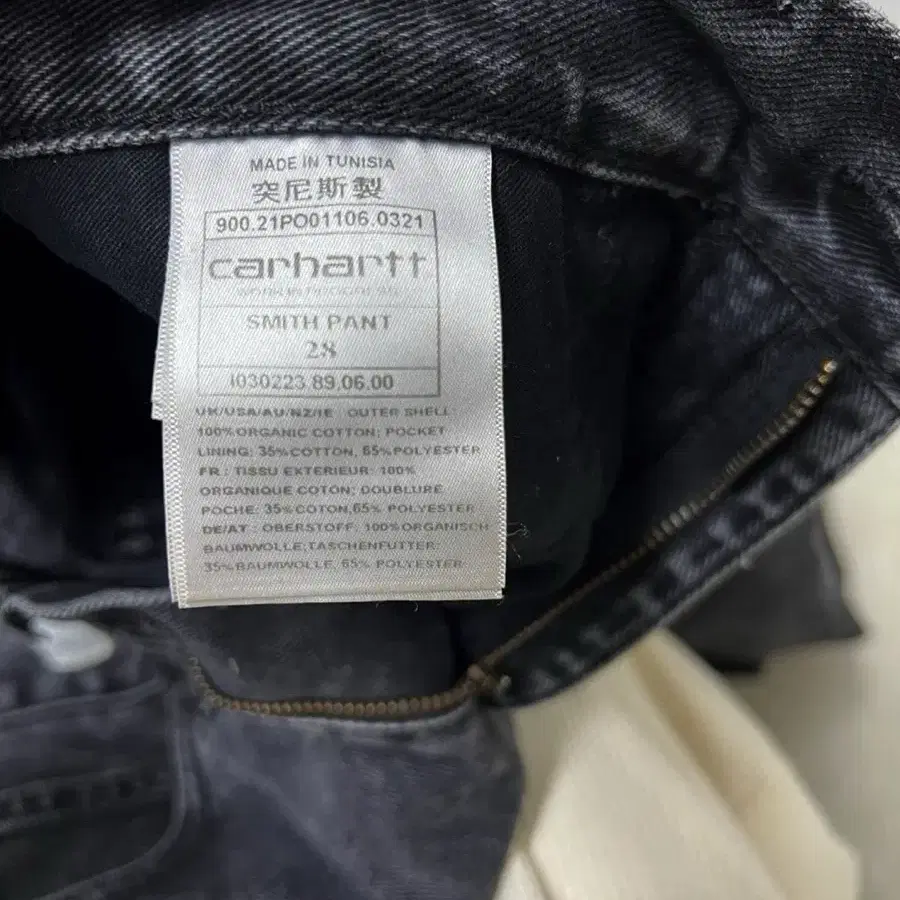 MADE IN TUNISIA
突尼斯製
900.21PO01106.0321
carhartt
WORK IN PROGRESS
SMITH PANT
28
I030223.89.06.00
UK/USA/AU/NZ/IE OUTER SHELL:
100% ORGANIC COTTON; POCKET
LINING: 35% COTTON, 65% POLYESTER
FR : TISSU EXTERIEUR: 100%
ORGANIQUE COTON; DOUBLURE
POCHE: 35% COTON,65% POLYESTER
DE/AT : OBERSTOFF: 100% ORGANISCH
BAUMWOLLE;TASCHENFUTTER:
35% BAUMWOLLE, 65% POLYESTER